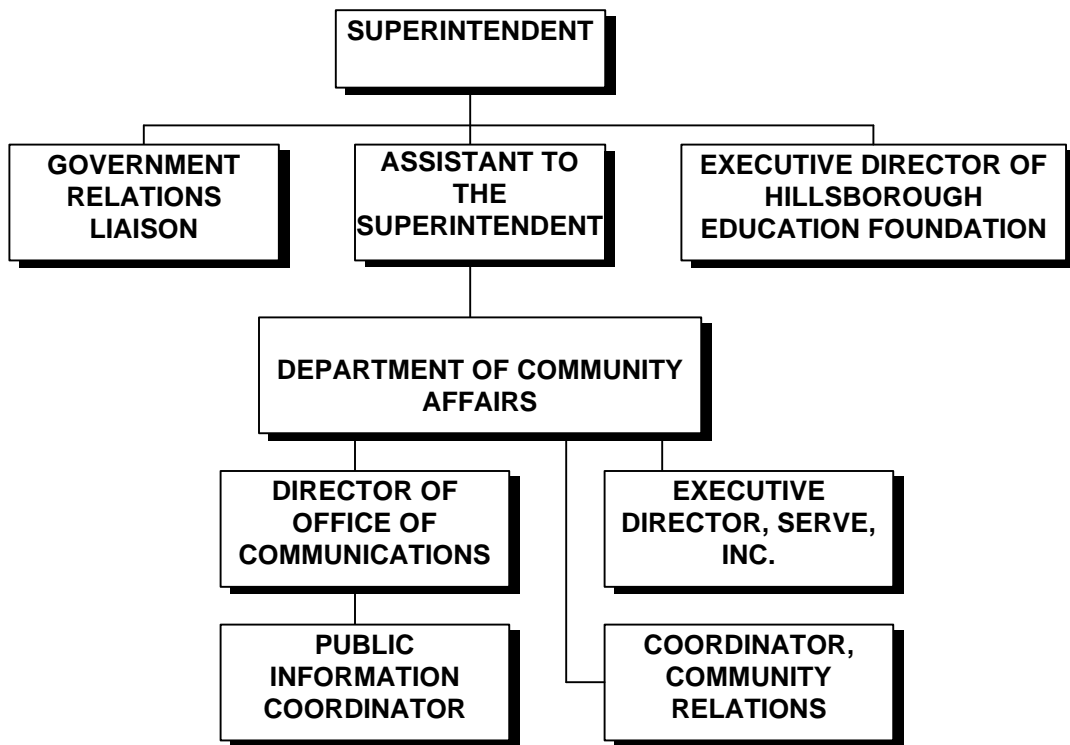 SUPERINTENDENT
GOVERNMENT
RELATIONS
LIAISON
ASSISTANT TO
THE
SUPERINTENDENT
EXECUTIVE DIRECTOR OF
HILLSBOROUGH
EDUCATION FOUNDATION
DEPARTMENT OF COMMUNITY
AFFAIRS
DIRECTOR OF
OFFICE OF
COMMUNICATIONS
EXECUTIVE
DIRECTOR, SERVE,
INC.
PUBLIC
INFORMATION
COORDINATOR
COORDINATOR,
COMMUNITY
RELATIONS